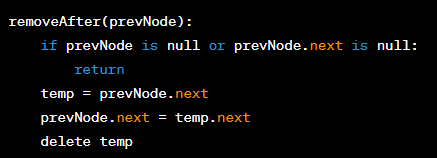 removeAfter(prevNode):
    if prevNode is null or prevNode.next is null:
        return
    temp = prevNode.next
    prevNode.next = temp.next
    delete temp